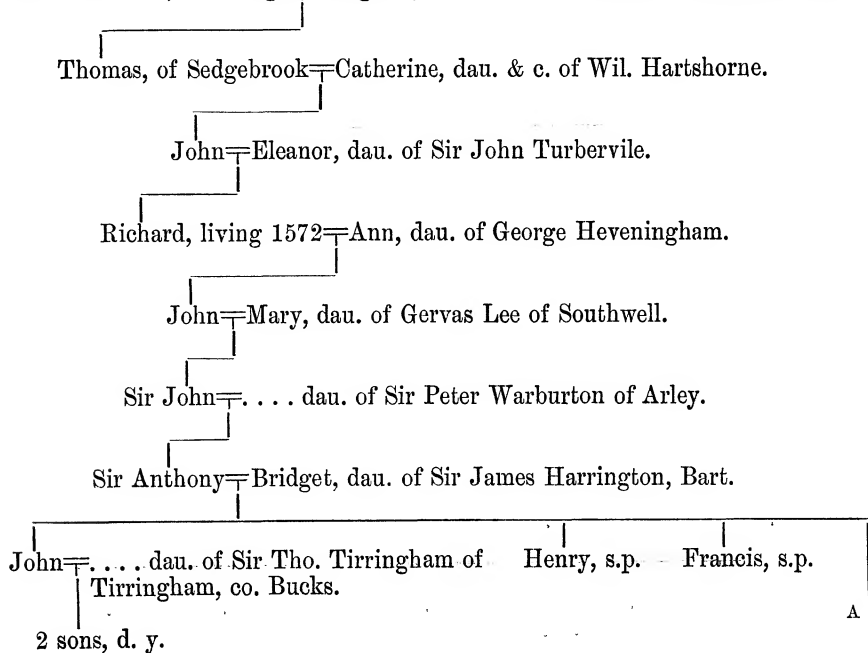 Thomas, of Sedgebrook=Catherine, dau. & c. of Wil. Hartshorne.
John=Eleanor, dau. of Sir John Turbervile.
Richard, living 1572=Ann, dau. of George Heveningham.
John=Mary, dau. of Gervas Lee of Southwell.
Sir John=. . . . dau. of Sir Peter Warburton of Arley.
Sir Anthony=Bridget, dau. of Sir James Harrington, Bart.
John=. . . . dau. of Sir Tho. Tirringham of Tirringham, co. Bucks. Henry, s.p. Francis, s.p.
A
2 sons, d. y.